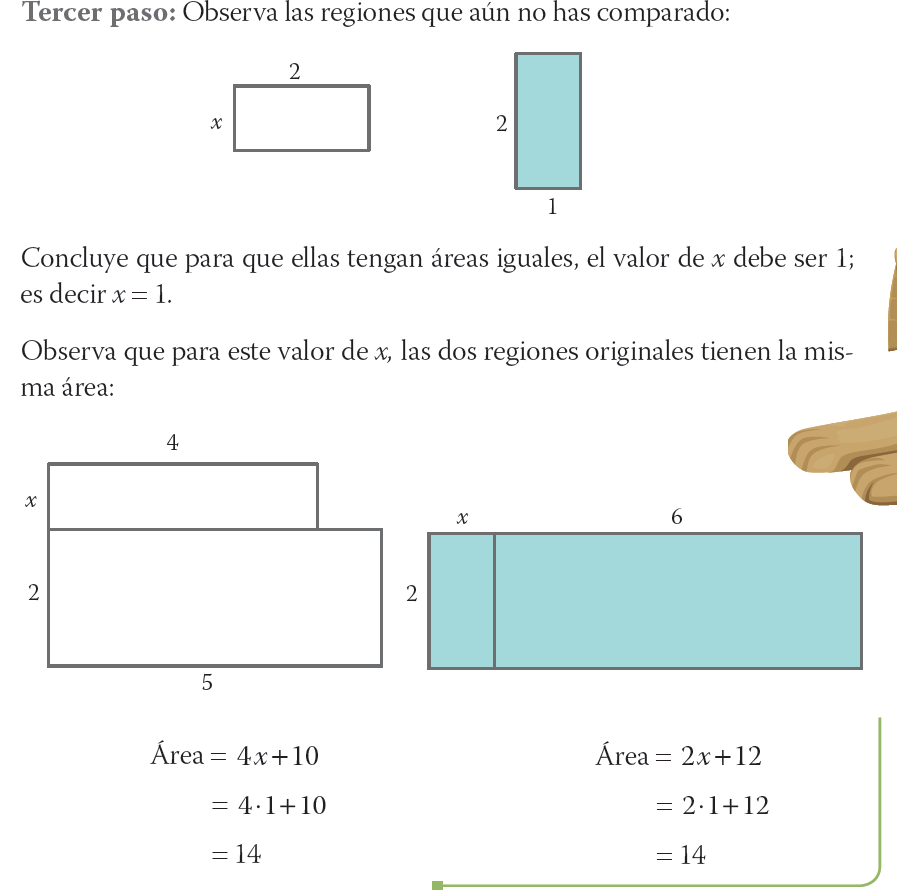 Tercer paso: Observa las regiones que aún no has comparado:
2
x
2
1
Concluye que para que ellas tengan áreas iguales, el valor de x debe ser 1;
es decir x = 1.
Observa que para este valor de x, las dos regiones originales tienen la mis-
ma área:
4
x
2
5
x 6
2
Área = 4x+10
= 4·1+10
= 14
Área = 2x+12
= 2·1+12
= 14